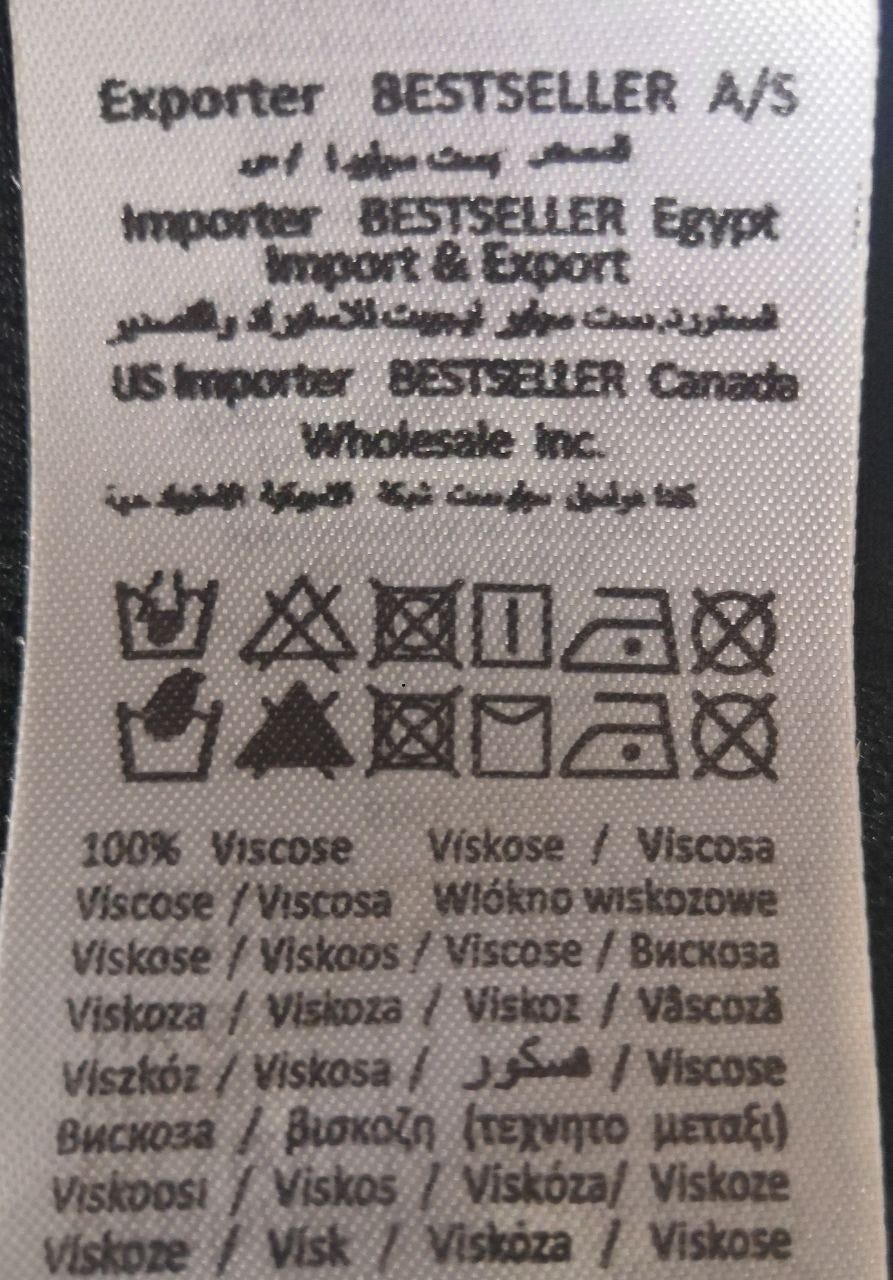 Exporter BESTSELLER A/S
Importer BESTSELLER Egypt
Import & Export
US Importer BESTSELLER Canada
Wholesale Inc.
100% Viscose Viskose / Viscosa
Viscose / Viscosa Włókno wiskozowe
Viskose / Viskoos / Viscose / Вискоза
Viskoza / Viskoza / Viskoz / Vâscoză
Viszkóz / Viskosa / / Viscose
Вискоза / βισκοζη (τεχνητο μεταξι)
Viskoosi / Viskos / Viskóza/ Viskoze
Viskoze / Visk / Viskóza / Viskose